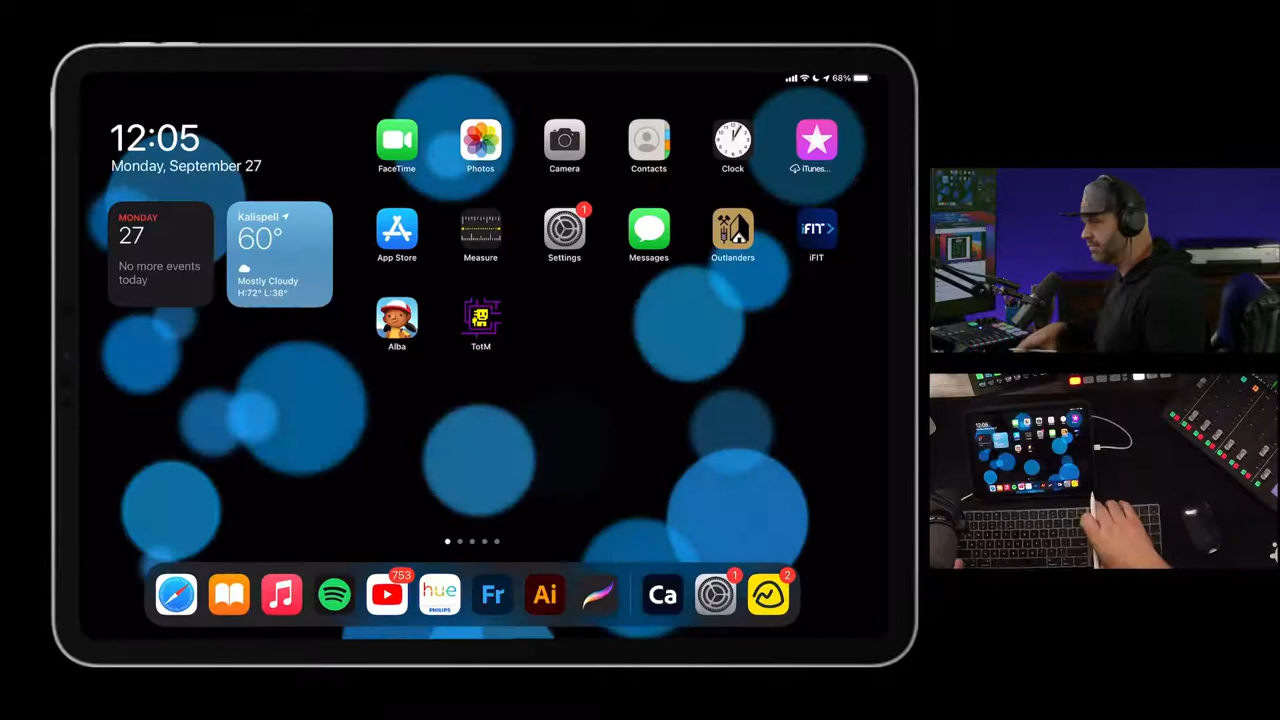 68%
12:05
Monday, September 27
MONDAY
27
No more events
today
Kalispell
60°
Mostly Cloudy
H:72° L:38°
FaceTime
Photos
Camera
Contacts
Clock
iTunes...
1
iFIT
App Store
Measure
Settings
Messages
Outlanders
iFIT
Alba
TotM
753
hue
PHILIPS
Fr
Ai
Ca
1
2